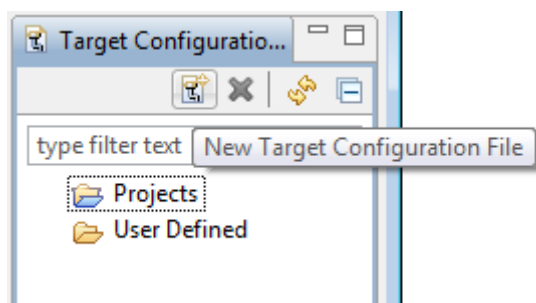 Target Configuratio...
type filter text
New Target Configuration File
Projects
User Defined